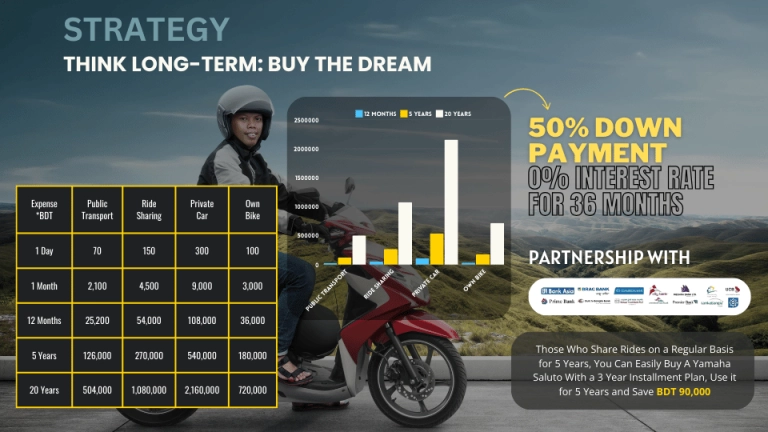 STRATEGY
THINK LONG-TERM: BUY THE DREAM
Expense *BDT Public Transport Ride Sharing Private Car Own Bike
1 Day 70 150 300 100
1 Month 2,100 4,500 9,000 3,000
12 Months 25,200 54,000 108,000 36,000
5 Years 126,000 270,000 540,000 180,000
20 Years 504,000 1,080,000 2,160,000 720,000
12 MONTHS 5 YEARS 20 YEARS
2500000
2000000
1500000
1000000
500000
0
PUBLIC TRANSPORT RIDE SHARING PRIVATE CAR OWN BIKE
50% DOWN
PAYMENT
0% INTEREST RATE
FOR 36 MONTHS
PARTNERSHIP WITH
Bank Asia BRAC BANK
Prime Bank
Those Who Share Rides on a Regular Basis
for 5 Years, You Can Easily Buy A Yamaha
Saluto With a 3 Year Installment Plan, Use it
for 5 Years and Save BDT 90,000